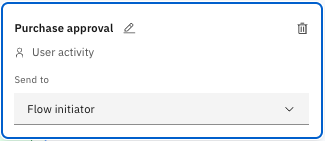 Purchase approval
User activity
Send to
Flow initiator